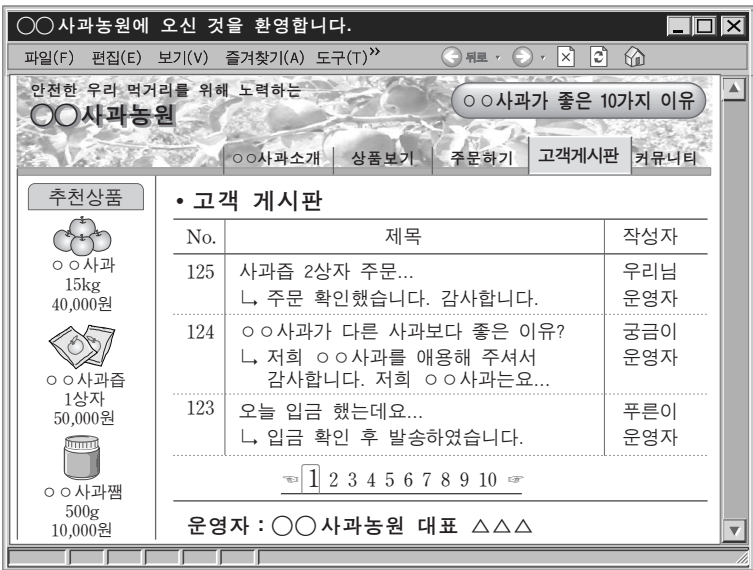 ○○사과농원에 오신 것을 환영합니다.
파일(F) 편집(E) 보기(V) 즐겨찾기(A) 도구(T)» 뒤로
안전한 우리 먹거리를 위해 노력하는
○○사과농원
○○사과가 좋은 10가지 이유
○○사과소개 상품보기 주문하기 고객게시판 커뮤니티
추천상품
○○사과
15kg
40,000원
○○사과즙
1상자
50,000원
○○사과쨈
500g
10,000원
• 고객 게시판
No. 제목 작성자
125 사과즙 2상자 주문... 우리님
↳ 주문 확인했습니다. 감사합니다. 운영자
124 ○○사과가 다른 사과보다 좋은 이유? 궁금이
↳ 저희 ○○사과를 애용해 주셔서 운영자
감사합니다. 저희 ○○사과는요...
123 오늘 입금 했는데요... 푸른이
↳ 입금 확인 후 발송하였습니다. 운영자
☜ 1 2 3 4 5 6 7 8 9 10 ☞
운영자 : ○○사과농원 대표 △△△